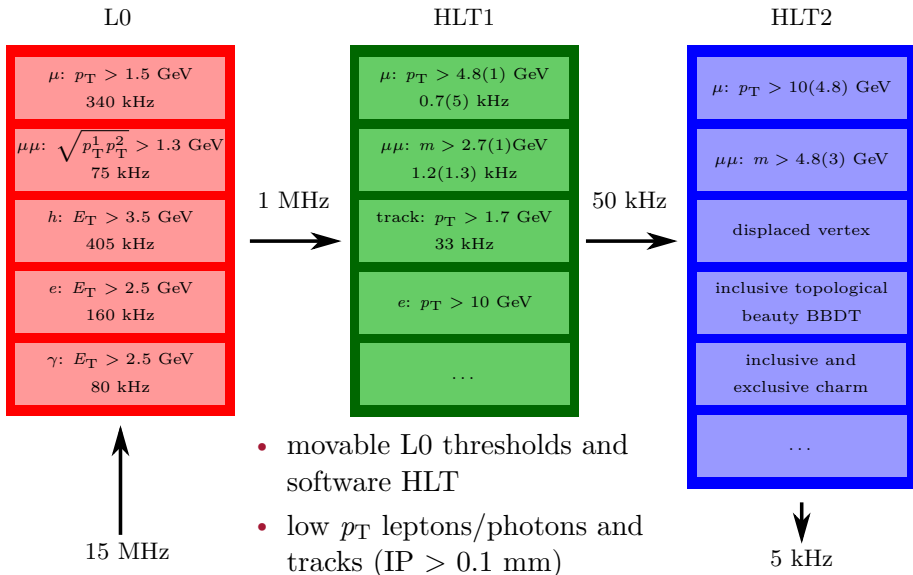 L0
μ: p_T > 1.5 GeV
340 kHz
μμ: √(p_T^1 p_T^2) > 1.3 GeV
75 kHz
h: E_T > 3.5 GeV
405 kHz
e: E_T > 2.5 GeV
160 kHz
γ: E_T > 2.5 GeV
80 kHz
15 MHz
1 MHz
HLT1
μ: p_T > 4.8(1) GeV
0.7(5) kHz
μμ: m > 2.7(1)GeV
1.2(1.3) kHz
track: p_T > 1.7 GeV
33 kHz
e: p_T > 10 GeV
...
50 kHz
HLT2
μ: p_T > 10(4.8) GeV
μμ: m > 4.8(3) GeV
displaced vertex
inclusive topological
beauty BBDT
inclusive and
exclusive charm
...
5 kHz
• movable L0 thresholds and
software HLT
• low p_T leptons/photons and
tracks (IP > 0.1 mm)